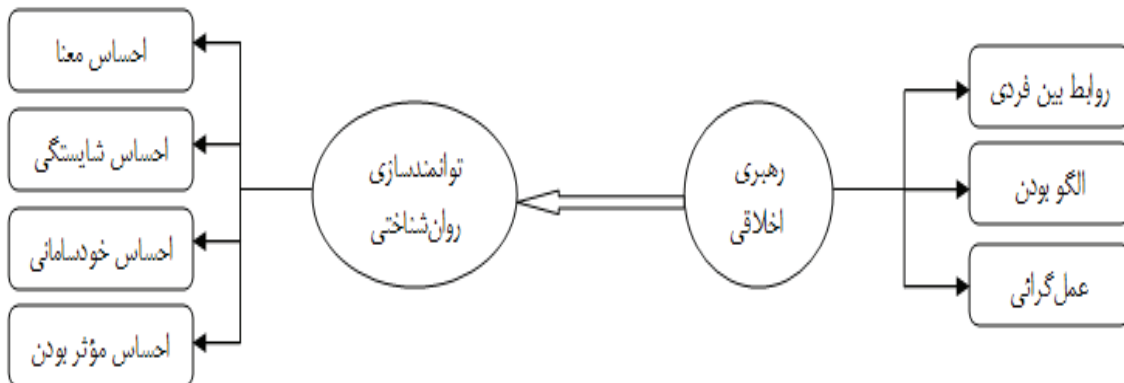 روابط بین فردی
الگو بودن
عمل‌گرائی
رهبری
اخلاقی
توانمندسازی
روان‌شناختی
احساس معنا
احساس شایستگی
احساس خودسامانی
احساس مؤثر بودن